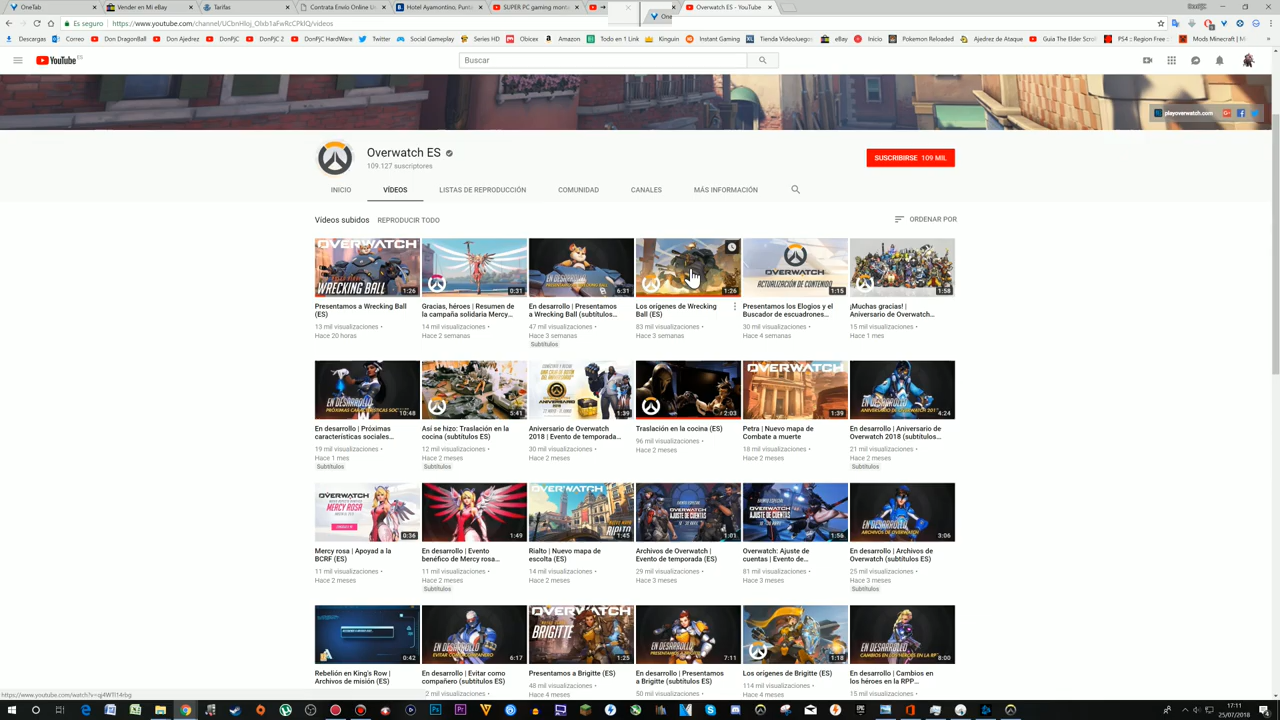 OneTab
Vender en Mi eBay
Tarifas
Contrata Envío Online U
Hotel Ayamontino, Punt
SUPER PC gaming mont
One
Overwatch ES - YouTube
Es seguro
https://www.youtube.com/channel/UCbnHloj_Olxb1aFwRcCPklQ/videos
Descargas
Correo
Don DragonBall
Don Ajedrez
DonPjC
DonPjC 2
DonPjC HardWare
Twitter
Social Gameplay
Series HD
Obicex
Amazon
Todo en 1 Link
Kinguin
Instant Gaming
Tienda VideoJuegos
eBay
Inicio
Pokemon Reloaded
Ajedrez de Ataque
Guia The Elder Scrol
PS4 ::Region Free
Mods Minecraft | M
YouTube ES
Buscar
playoverwatch.com
Overwatch ES
109.127 suscriptores
SUSCRIBIRSE 109 MIL
INICIO
VÍDEOS
LISTAS DE REPRODUCCIÓN
COMUNIDAD
CANALES
MÁS INFORMACIÓN
Vídeos subidos
REPRODUCIR TODO
ORDENAR POR
OVERWATCH
WRECKING BALL
1:26
0:31
EN DESARROLLO
6:31
1:26
OVERWATCH
ACTUALIZACIÓN DE CONTENIDO
1:15
1:58
Presentamos a Wrecking Ball
(ES)
13 mil visualizaciones •
Hace 20 horas
Gracias, héroes | Resumen de
la campaña solidaria Mercy...
14 mil visualizaciones •
Hace 2 semanas
En desarrollo | Presentamos
a Wrecking Ball (subtítulos...
47 mil visualizaciones •
Hace 3 semanas
Subtítulos
Los orígenes de Wrecking
Ball (ES)
83 mil visualizaciones •
Hace 3 semanas
Presentamos los Elogios y el
Buscador de escuadrones...
30 mil visualizaciones •
Hace 4 semanas
¡Muchas gracias! |
Aniversario de Overwatch...
15 mil visualizaciones •
Hace 1 mes
EN DESARROLLO
10:48
5:41
ANIVERSARIO
1:39
2:03
1:39
EN DESARROLLO
ANIVERSARIO DE OVERWATCH 2018
4:24
En desarrollo | Próximas
características sociales...
19 mil visualizaciones •
Hace 1 mes
Subtítulos
Así se hizo: Traslación en la
cocina (subtítulos ES)
12 mil visualizaciones •
Hace 2 meses
Subtítulos
Aniversario de Overwatch
2018 | Evento de temporada...
30 mil visualizaciones •
Hace 2 meses
Traslación en la cocina (ES)
96 mil visualizaciones •
Hace 2 meses
Petra | Nuevo mapa de
Combate a muerte
18 mil visualizaciones •
Hace 2 meses
En desarrollo | Aniversario de
Overwatch 2018 (subtítulos...
21 mil visualizaciones •
Hace 2 meses
Subtítulos
OVERWATCH
MERCY ROSA
0:36
1:49
OVERWATCH
RIALTO
1:45
AJUSTE DE CUENTAS
1:01
AJUSTE DE CUENTAS
1:56
EN DESARROLLO
ARCHIVOS DE OVERWATCH
3:06
Mercy rosa | Apoyad a la
BCRF (ES)
11 mil visualizaciones •
Hace 2 meses
En desarrollo | Evento
benéfico de Mercy rosa...
11 mil visualizaciones •
Hace 2 meses
Subtítulos
Rialto | Nuevo mapa de
escolta (ES)
14 mil visualizaciones •
Hace 2 meses
Archivos de Overwatch |
Evento de temporada (ES)
29 mil visualizaciones •
Hace 3 meses
Overwatch: Ajuste de
cuentas | Evento de...
81 mil visualizaciones •
Hace 3 meses
En desarrollo | Archivos de
Overwatch (subtítulos ES)
25 mil visualizaciones •
Hace 3 meses
Subtítulos
0:42
EN DESARROLLO
6:17
OVERWATCH
BRIGITTE
1:25
EN DESARROLLO
7:11
1:18
EN DESARROLLO
8:00
Rebelión en King's Row |
Archivos de misión (ES)
En desarrollo | Evitar como
compañero (subtítulos ES)
2 mil visualizaciones •
Presentamos a Brigitte (ES)
48 mil visualizaciones •
Hace 4 meses
En desarrollo | Presentamos
a Brigitte (subtítulos ES)
50 mil visualizaciones •
Los orígenes de Brigitte (ES)
114 mil visualizaciones •
Hace 4 meses
En desarrollo | Cambios en
los héroes en la RPP...
15 mil visualizaciones •
https://www.youtube.com/watch?v=qj4W1l14rbg
17:11
25/07/2018